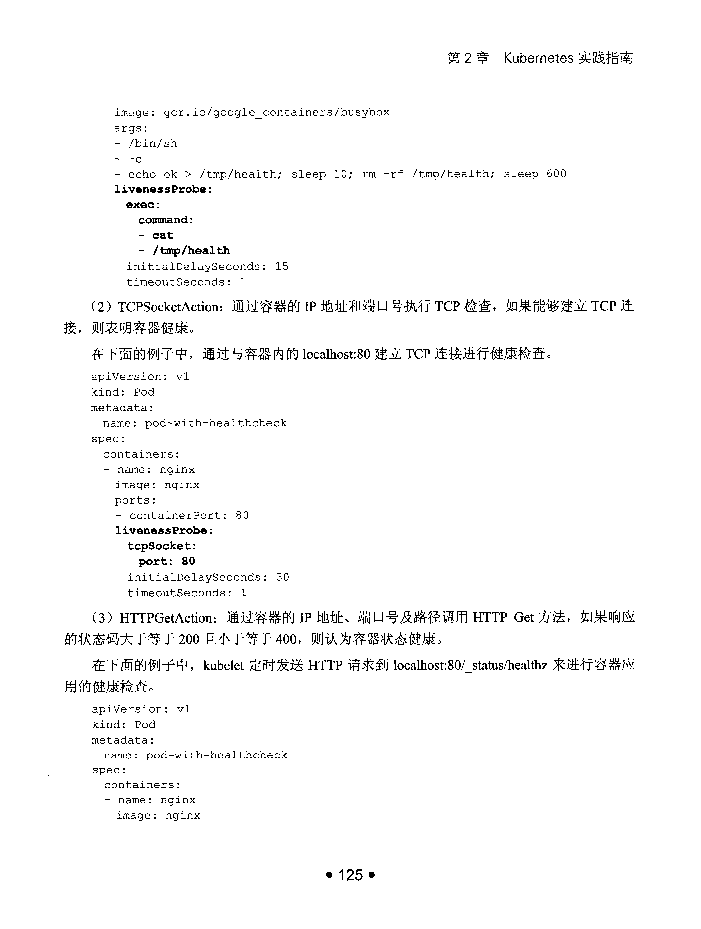 第 2 章　Kubernetes 实践指南
    image: gcr.io/google_containers/busybox
    args:
    - /bin/sh
    - -c
    - echo ok > /tmp/health; sleep 10; rm -rf /tmp/health; sleep 600
    livenessProbe:
      exec:
        command:
        - cat
        - /tmp/health
      initialDelaySeconds: 15
      timeoutSeconds: 1
（2）TCPSocketAction：通过容器的 IP 地址和端口号执行 TCP 检查，如果能够建立 TCP 连
接，则表明容器健康。
在下面的例子中，通过与容器内的 localhost:80 建立 TCP 连接进行健康检查。
apiVersion: v1
kind: Pod
metadata:
  name: pod-with-healthcheck
spec:
  containers:
  - name: nginx
    image: nginx
    ports:
    - containerPort: 80
    livenessProbe:
      tcpSocket:
        port: 80
      initialDelaySeconds: 30
      timeoutSeconds: 1
（3）HTTPGetAction：通过容器的 IP 地址、端口号及路径调用 HTTP Get 方法，如果响应
的状态码大于等于 200 且小于等于 400，则认为容器状态健康。
在下面的例子中，kubelet 定时发送 HTTP 请求到 localhost:80/_status/healthz 来进行容器应
用的健康检查。
apiVersion: v1
kind: Pod
metadata:
  name: pod-with-healthcheck
spec:
  containers:
  - name: nginx
    image: nginx
• 125 •